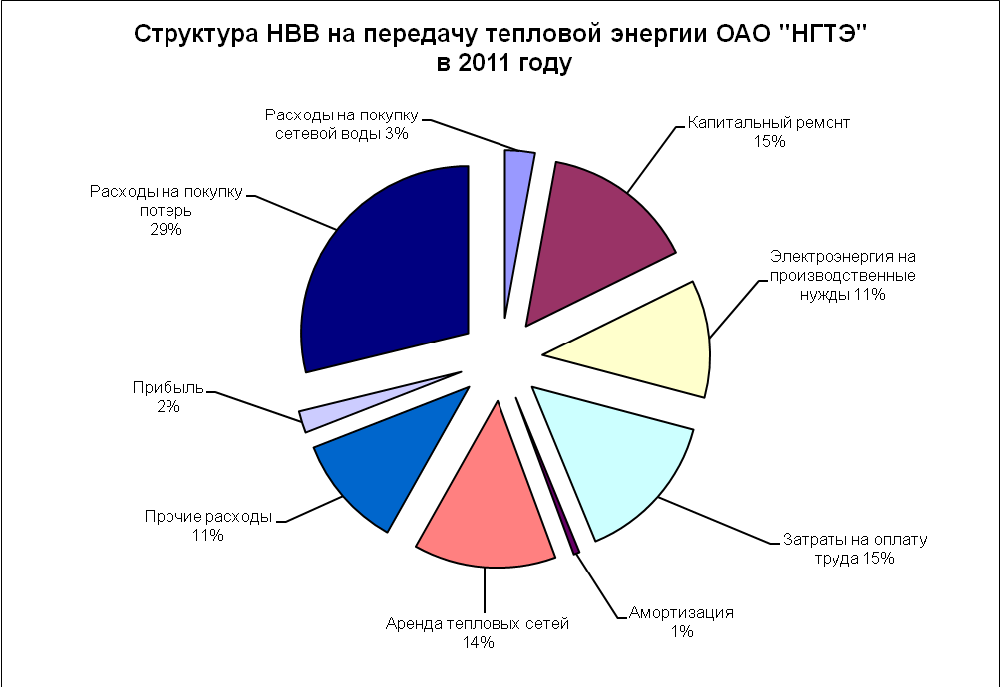 Структура НВВ на передачу тепловой энергии ОАО "НГТЭ"
в 2011 году
Расходы на покупку
сетевой воды 3%
Капитальный ремонт
15%
Электроэнергия на
производственные
нужды 11%
Затраты на оплату
труда 15%
Амортизация
1%
Аренда тепловых сетей
14%
Прочие расходы
11%
Прибыль
2%
Расходы на покупку
потерь
29%